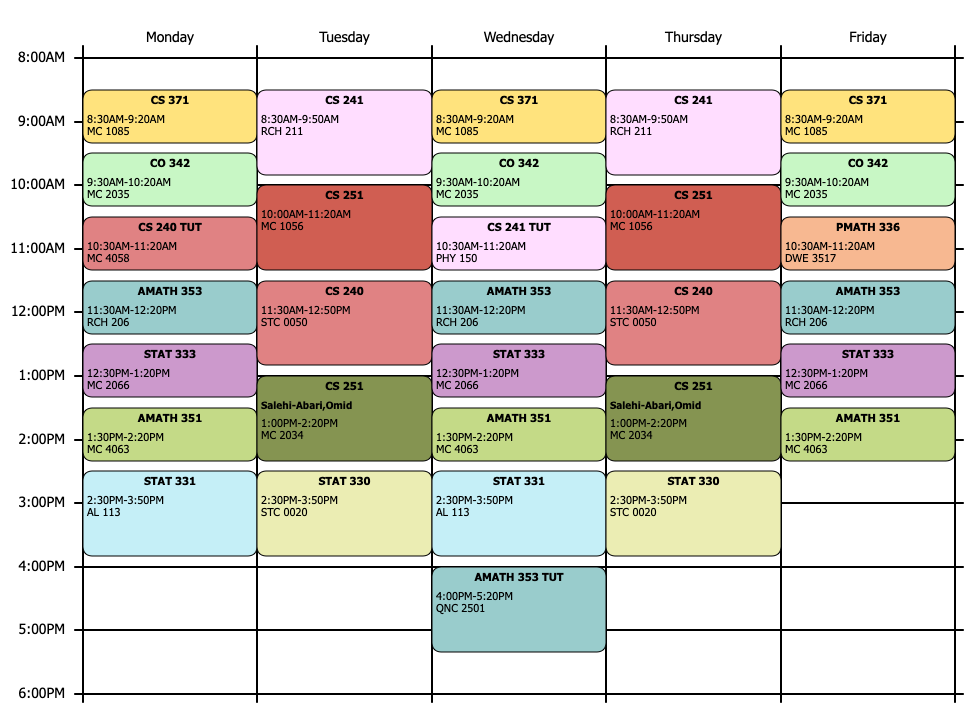 Monday
Tuesday
Wednesday
Thursday
Friday
8:00AM
9:00AM
10:00AM
11:00AM
12:00PM
1:00PM
2:00PM
3:00PM
4:00PM
5:00PM
6:00PM
CS 371
8:30AM-9:20AM
MC 1085
CO 342
9:30AM-10:20AM
MC 2035
CS 240 TUT
10:30AM-11:20AM
MC 4058
AMATH 353
11:30AM-12:20PM
RCH 206
STAT 333
12:30PM-1:20PM
MC 2066
AMATH 351
1:30PM-2:20PM
MC 4063
STAT 331
2:30PM-3:50PM
AL 113
CS 241
8:30AM-9:50AM
RCH 211
CS 251
10:00AM-11:20AM
MC 1056
CS 240
11:30AM-12:50PM
STC 0050
CS 251
Salehi-Abari,Omid
1:00PM-2:20PM
MC 2034
STAT 330
2:30PM-3:50PM
STC 0020
CS 371
8:30AM-9:20AM
MC 1085
CO 342
9:30AM-10:20AM
MC 2035
CS 241 TUT
10:30AM-11:20AM
PHY 150
AMATH 353
11:30AM-12:20PM
RCH 206
STAT 333
12:30PM-1:20PM
MC 2066
AMATH 351
1:30PM-2:20PM
MC 4063
STAT 331
2:30PM-3:50PM
AL 113
AMATH 353 TUT
4:00PM-5:20PM
QNC 2501
CS 241
8:30AM-9:50AM
RCH 211
CS 251
10:00AM-11:20AM
MC 1056
CS 240
11:30AM-12:50PM
STC 0050
CS 251
Salehi-Abari,Omid
1:00PM-2:20PM
MC 2034
STAT 330
2:30PM-3:50PM
STC 0020
CS 371
8:30AM-9:20AM
MC 1085
CO 342
9:30AM-10:20AM
MC 2035
PMATH 336
10:30AM-11:20AM
DWE 3517
AMATH 353
11:30AM-12:20PM
RCH 206
STAT 333
12:30PM-1:20PM
MC 2066
AMATH 351
1:30PM-2:20PM
MC 4063